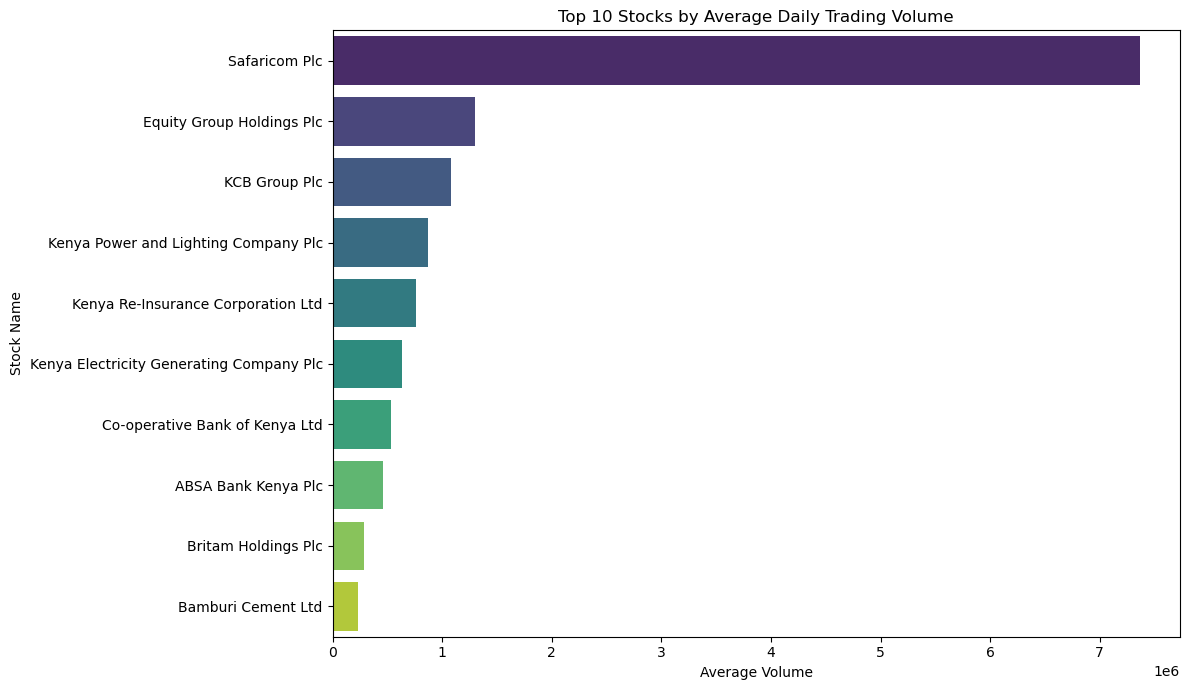 Top 10 Stocks by Average Daily Trading Volume
Stock Name
Safaricom Plc
Equity Group Holdings Plc
KCB Group Plc
Kenya Power and Lighting Company Plc
Kenya Re-Insurance Corporation Ltd
Kenya Electricity Generating Company Plc
Co-operative Bank of Kenya Ltd
ABSA Bank Kenya Plc
Britam Holdings Plc
Bamburi Cement Ltd
0 1 2 3 4 5 6 7
1e6
Average Volume